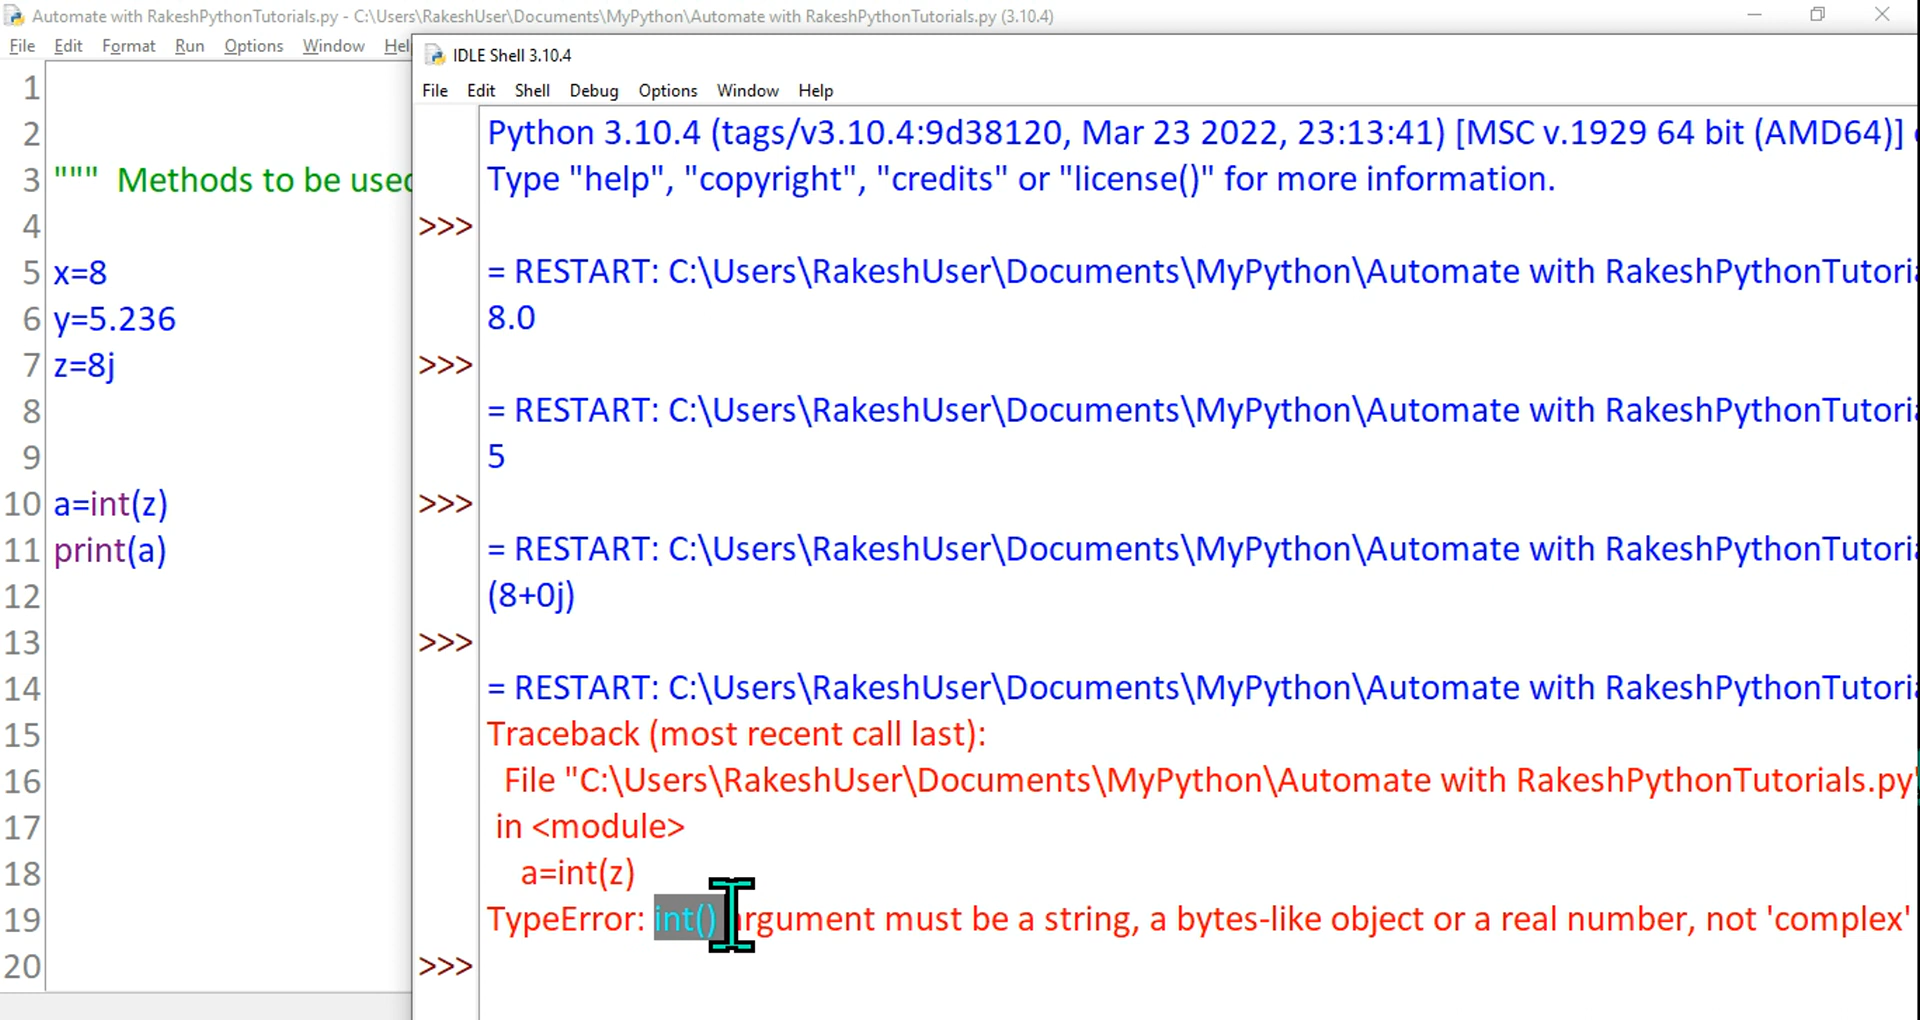 Automate with RakeshPythonTutorials.py - C:\Users\RakeshUser\Documents\MyPython\Automate with RakeshPythonTutorials.py (3.10.4)
File Edit Format Run Options Window Hel
1
2
3 """ Methods to be used
4
5 x=8
6 y=5.236
7 z=8j
8
9
10 a=int(z)
11 print(a)
12
13
14
15
16
17
18
19
20
IDLE Shell 3.10.4
File Edit Shell Debug Options Window Help
Python 3.10.4 (tags/v3.10.4:9d38120, Mar 23 2022, 23:13:41) [MSC v.1929 64 bit (AMD64)]
Type "help", "copyright", "credits" or "license()" for more information.
>>>
= RESTART: C:\Users\RakeshUser\Documents\MyPython\Automate with RakeshPythonTutoria
8.0
>>>
= RESTART: C:\Users\RakeshUser\Documents\MyPython\Automate with RakeshPythonTutoria
5
>>>
= RESTART: C:\Users\RakeshUser\Documents\MyPython\Automate with RakeshPythonTutoria
(8+0j)
>>>
= RESTART: C:\Users\RakeshUser\Documents\MyPython\Automate with RakeshPythonTutoria
Traceback (most recent call last):
File "C:\Users\RakeshUser\Documents\MyPython\Automate with RakeshPythonTutorials.py"
in <module>
a=int(z)
TypeError: int() argument must be a string, a bytes-like object or a real number, not 'complex'
>>>